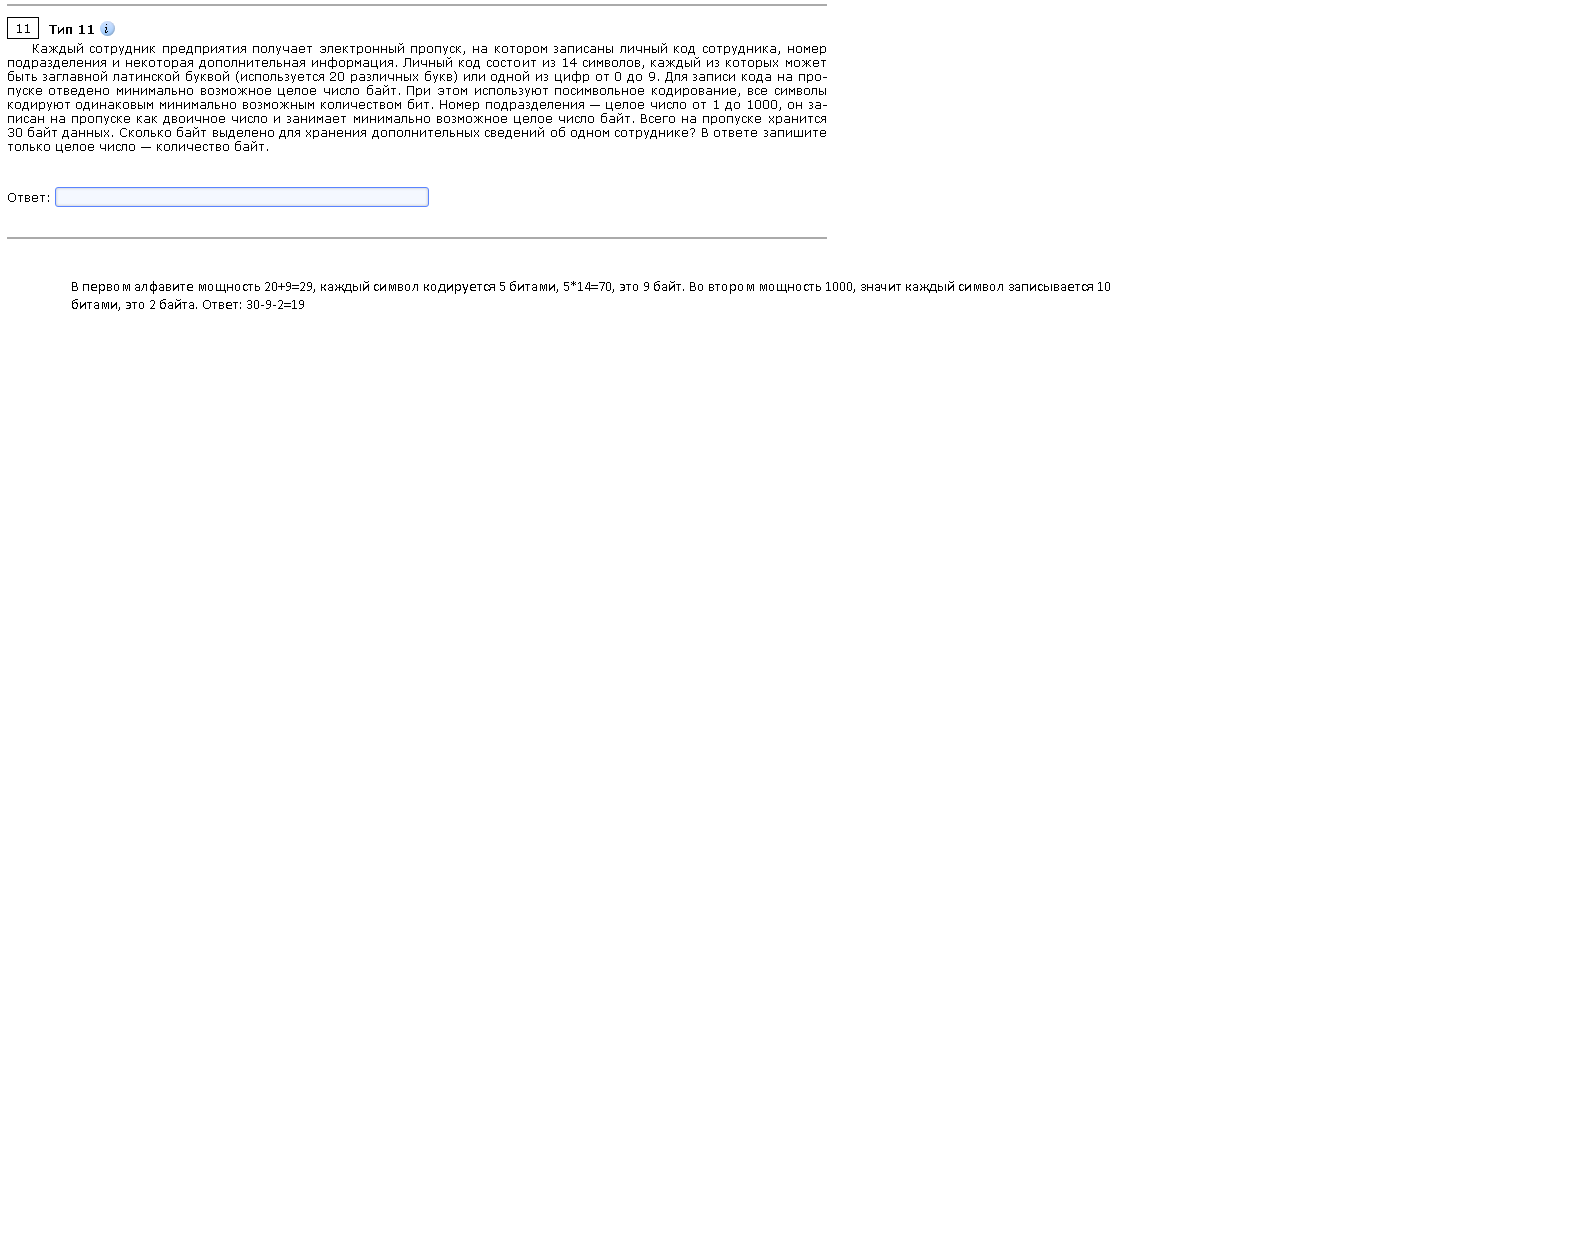 11 Тип 11 i
Каждый сотрудник предприятия получает электронный пропуск, на котором записаны личный код сотрудника, номер
подразделения и некоторая дополнительная информация. Личный код состоит из 14 символов, каждый из которых может
быть заглавной латинской буквой (используется 20 различных букв) или одной из цифр от 0 до 9. Для записи кода на про-
пуске отведено минимально возможное целое число байт. При этом используют посимвольное кодирование, все символы
кодируют одинаковым минимально возможным количеством бит. Номер подразделения — целое число от 1 до 1000, он за-
писан на пропуске как двоичное число и занимает минимально возможное целое число байт. Всего на пропуске хранится
30 байт данных. Сколько байт выделено для хранения дополнительных сведений об одном сотруднике? В ответе запишите
только целое число — количество байт.
Ответ:
В первом алфавите мощность 20+9=29, каждый символ кодируется 5 битами, 5*14=70, это 9 байт. Во втором мощность 1000, значит каждый символ записывается 10
битами, это 2 байта. Ответ: 30-9-2=19